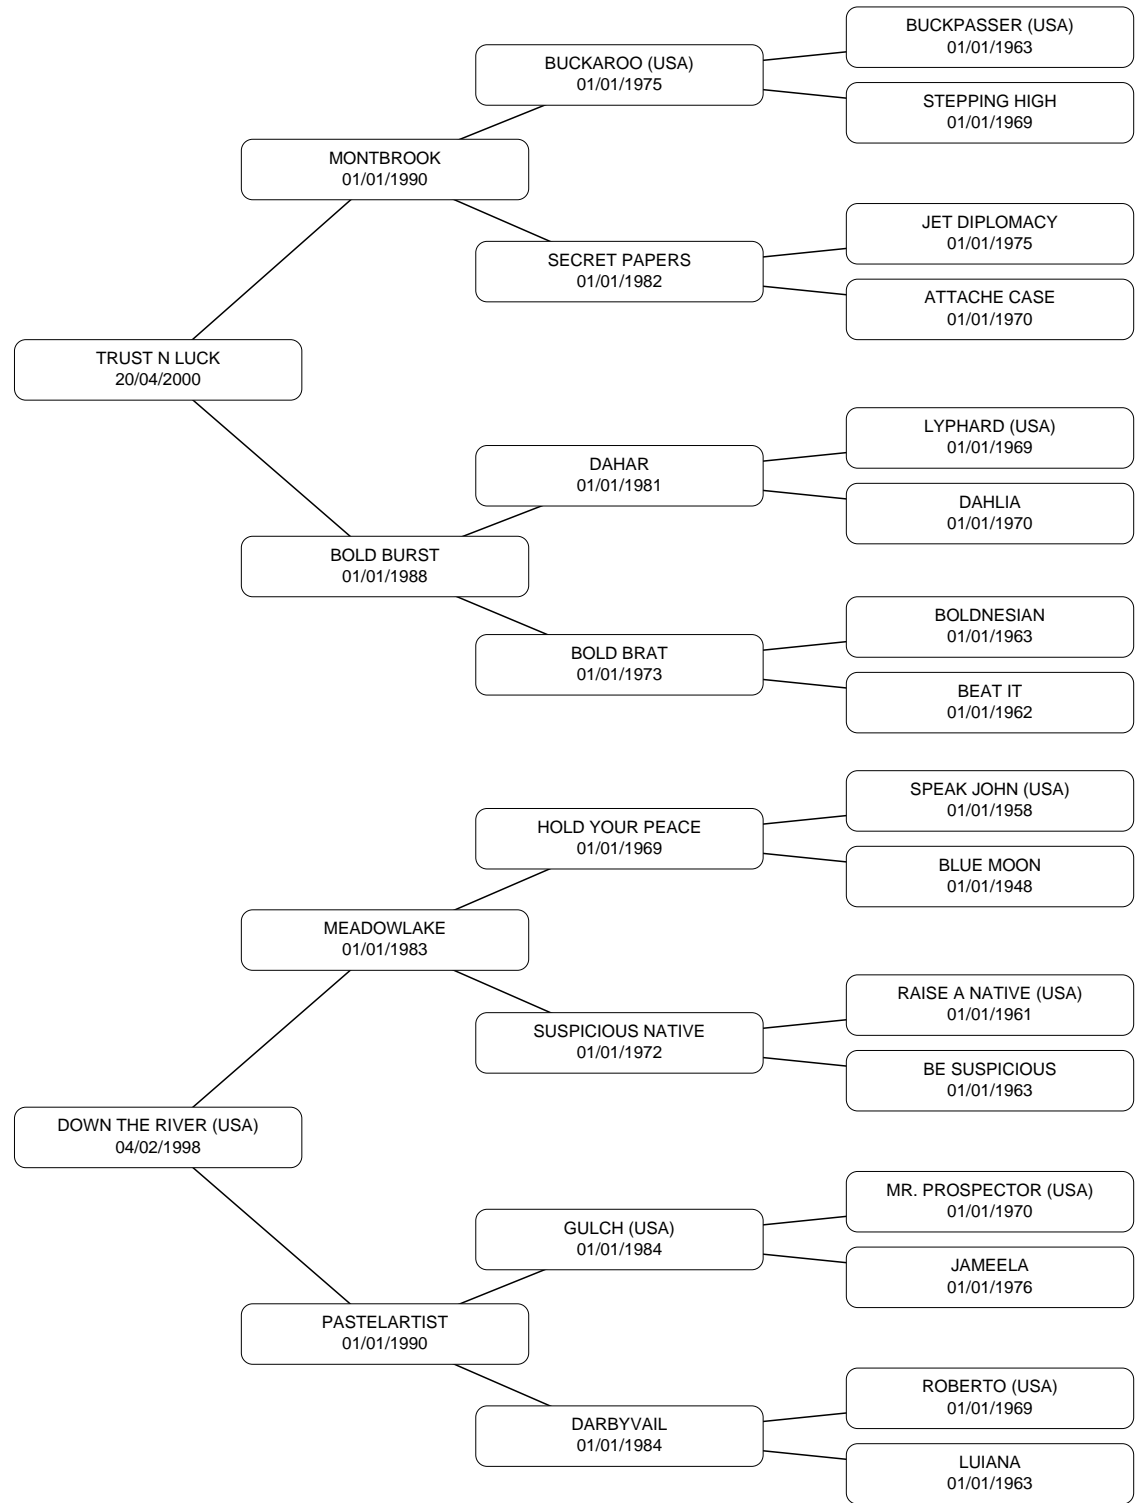 BUCKPASSER (USA)
01/01/1963
BUCKAROO (USA)
01/01/1975
STEPPING HIGH
01/01/1969
MONTBROOK
01/01/1990
JET DIPLOMACY
01/01/1975
SECRET PAPERS
01/01/1982
ATTACHE CASE
01/01/1970
TRUST N LUCK
20/04/2000
LYPHARD (USA)
01/01/1969
DAHAR
01/01/1981
DAHLIA
01/01/1970
BOLD BURST
01/01/1988
BOLDNESIAN
01/01/1963
BOLD BRAT
01/01/1973
BEAT IT
01/01/1962
SPEAK JOHN (USA)
01/01/1958
HOLD YOUR PEACE
01/01/1969
BLUE MOON
01/01/1948
MEADOWLAKE
01/01/1983
RAISE A NATIVE (USA)
01/01/1961
SUSPICIOUS NATIVE
01/01/1972
BE SUSPICIOUS
01/01/1963
DOWN THE RIVER (USA)
04/02/1998
MR. PROSPECTOR (USA)
01/01/1970
GULCH (USA)
01/01/1984
JAMEELA
01/01/1976
PASTELARTIST
01/01/1990
ROBERTO (USA)
01/01/1969
DARBYVAIL
01/01/1984
LUIANA
01/01/1963